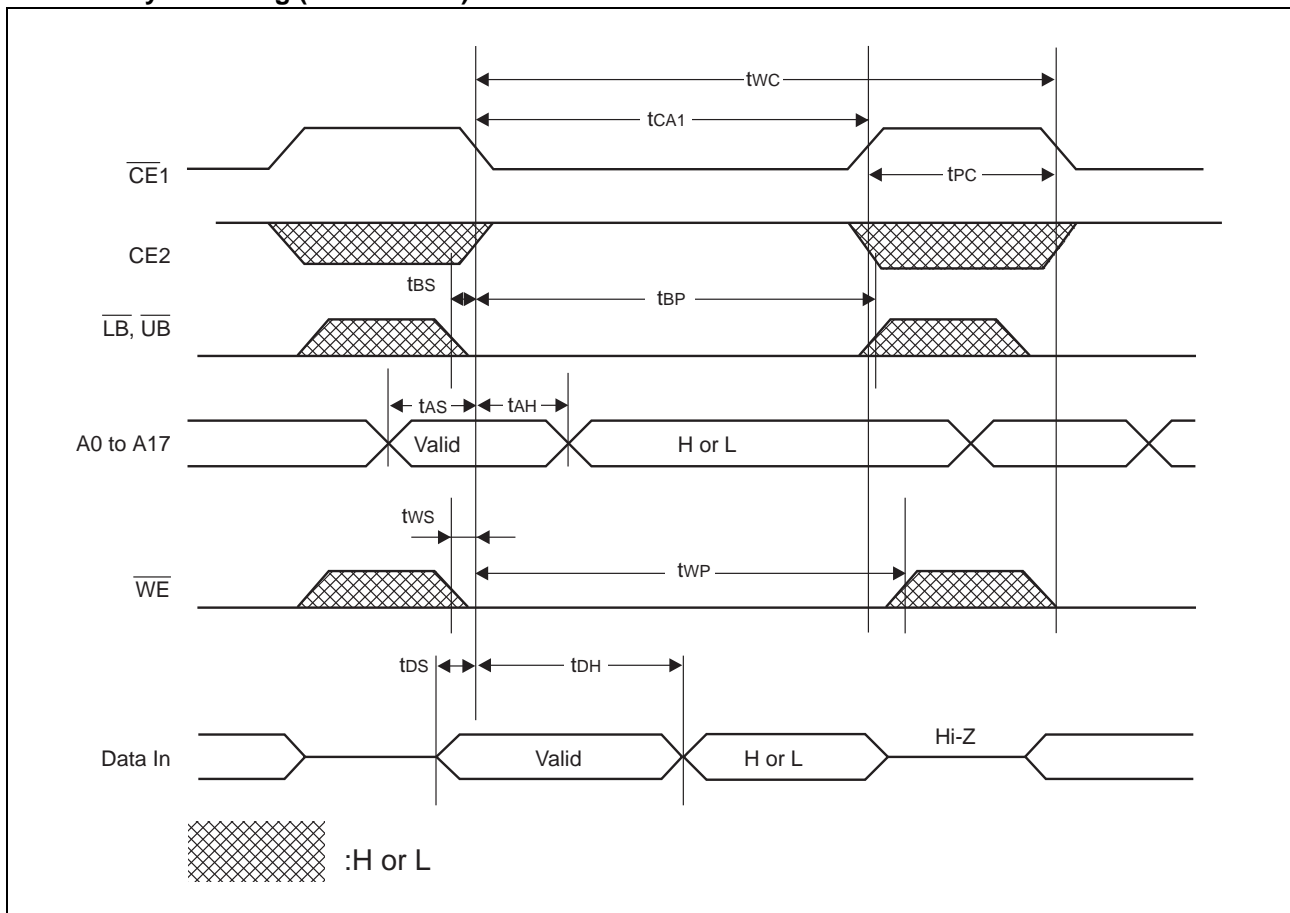 tWC
tCA1
CE1
tPC
CE2
tBS
tBP
LB, UB
tAS
tAH
A0 to A17
Valid
H or L
tWS
tWP
WE
tDS
tDH
Hi-Z
Data In
Valid
H or L
:H or L